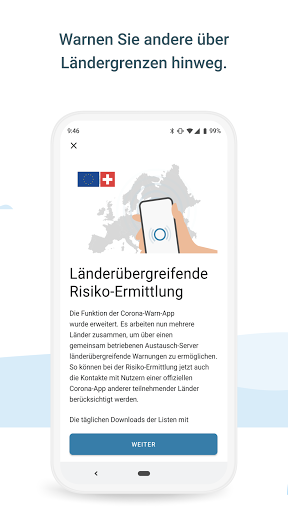 Warnen Sie andere über
Ländergrenzen hinweg.
9:46
99%
Länderübergreifende
Risiko-Ermittlung
Die Funktion der Corona-Warn-App
wurde erweitert. Es arbeiten nun mehrere
Länder zusammen, um über einen
gemeinsam betriebenen Austausch-Server
länderübergreifende Warnungen zu ermöglichen.
So können bei der Risiko-Ermittlung jetzt auch
die Kontakte mit Nutzern einer offiziellen
Corona-App anderer teilnehmender Länder
berücksichtigt werden.
Die täglichen Downloads der Listen mit
WEITER